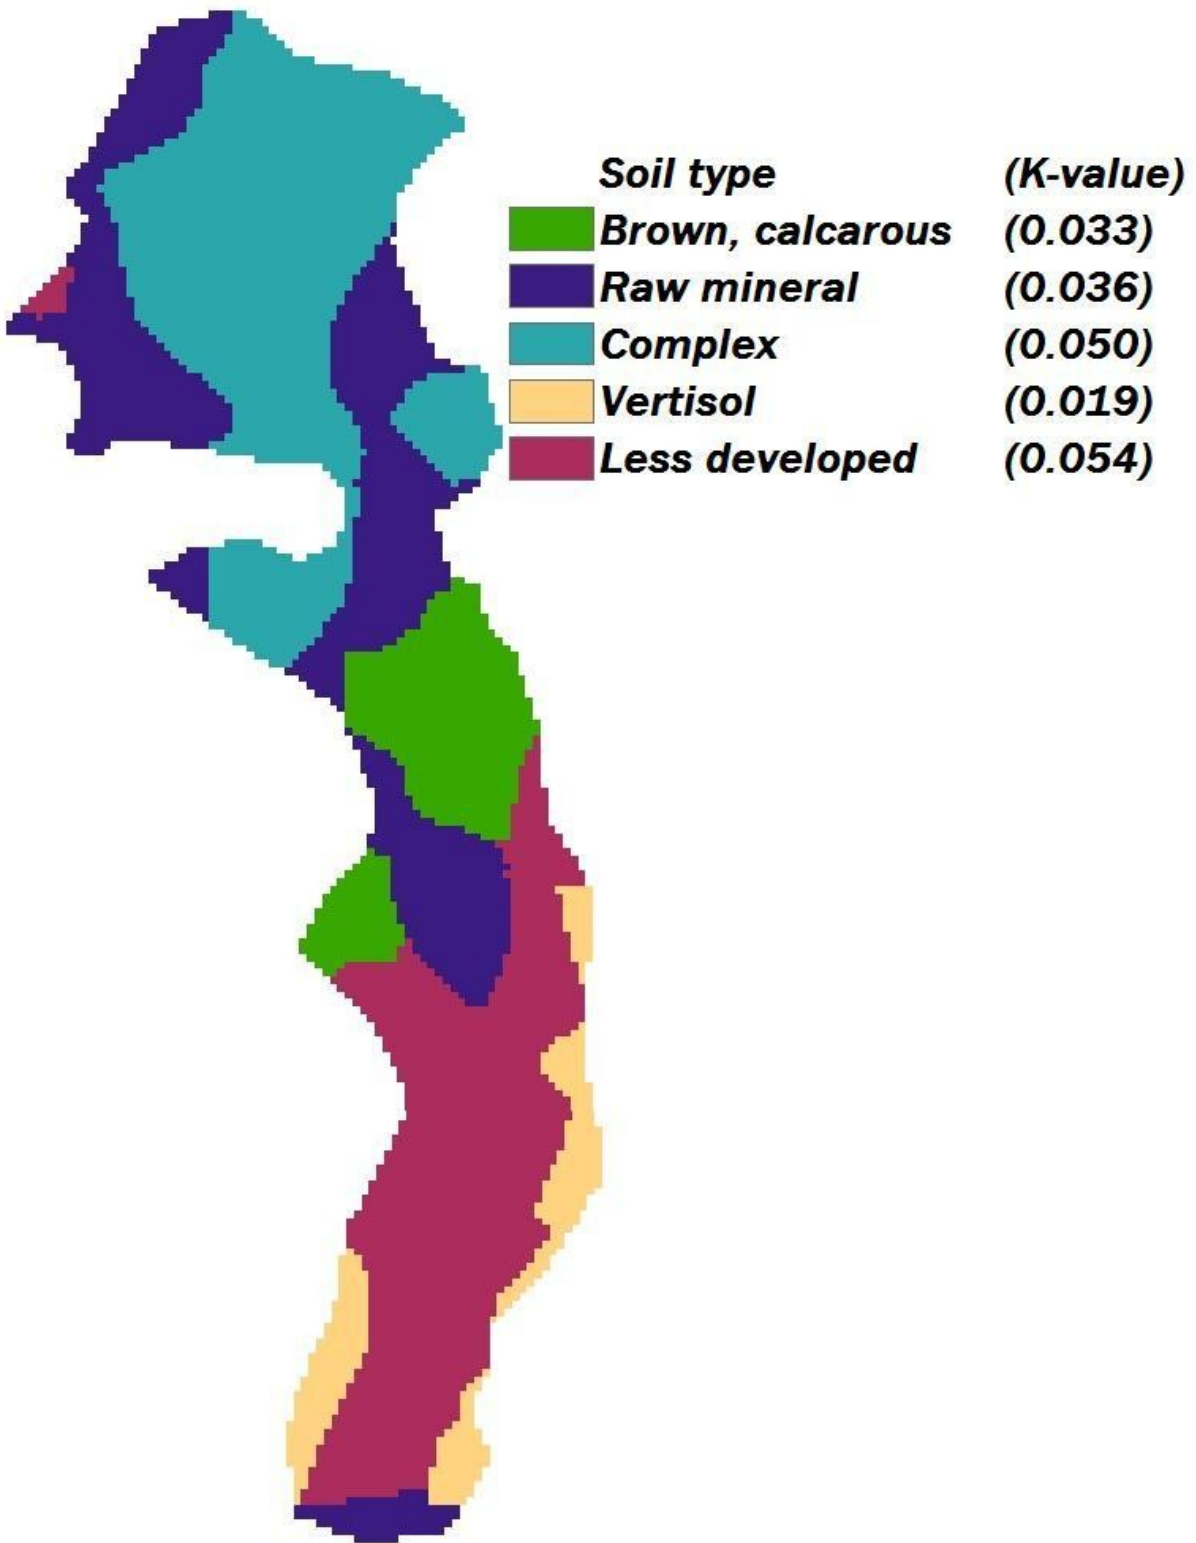 Soil type (K-value)
Brown, calcarous (0.033)
Raw mineral (0.036)
Complex (0.050)
Vertisol (0.019)
Less developed (0.054)